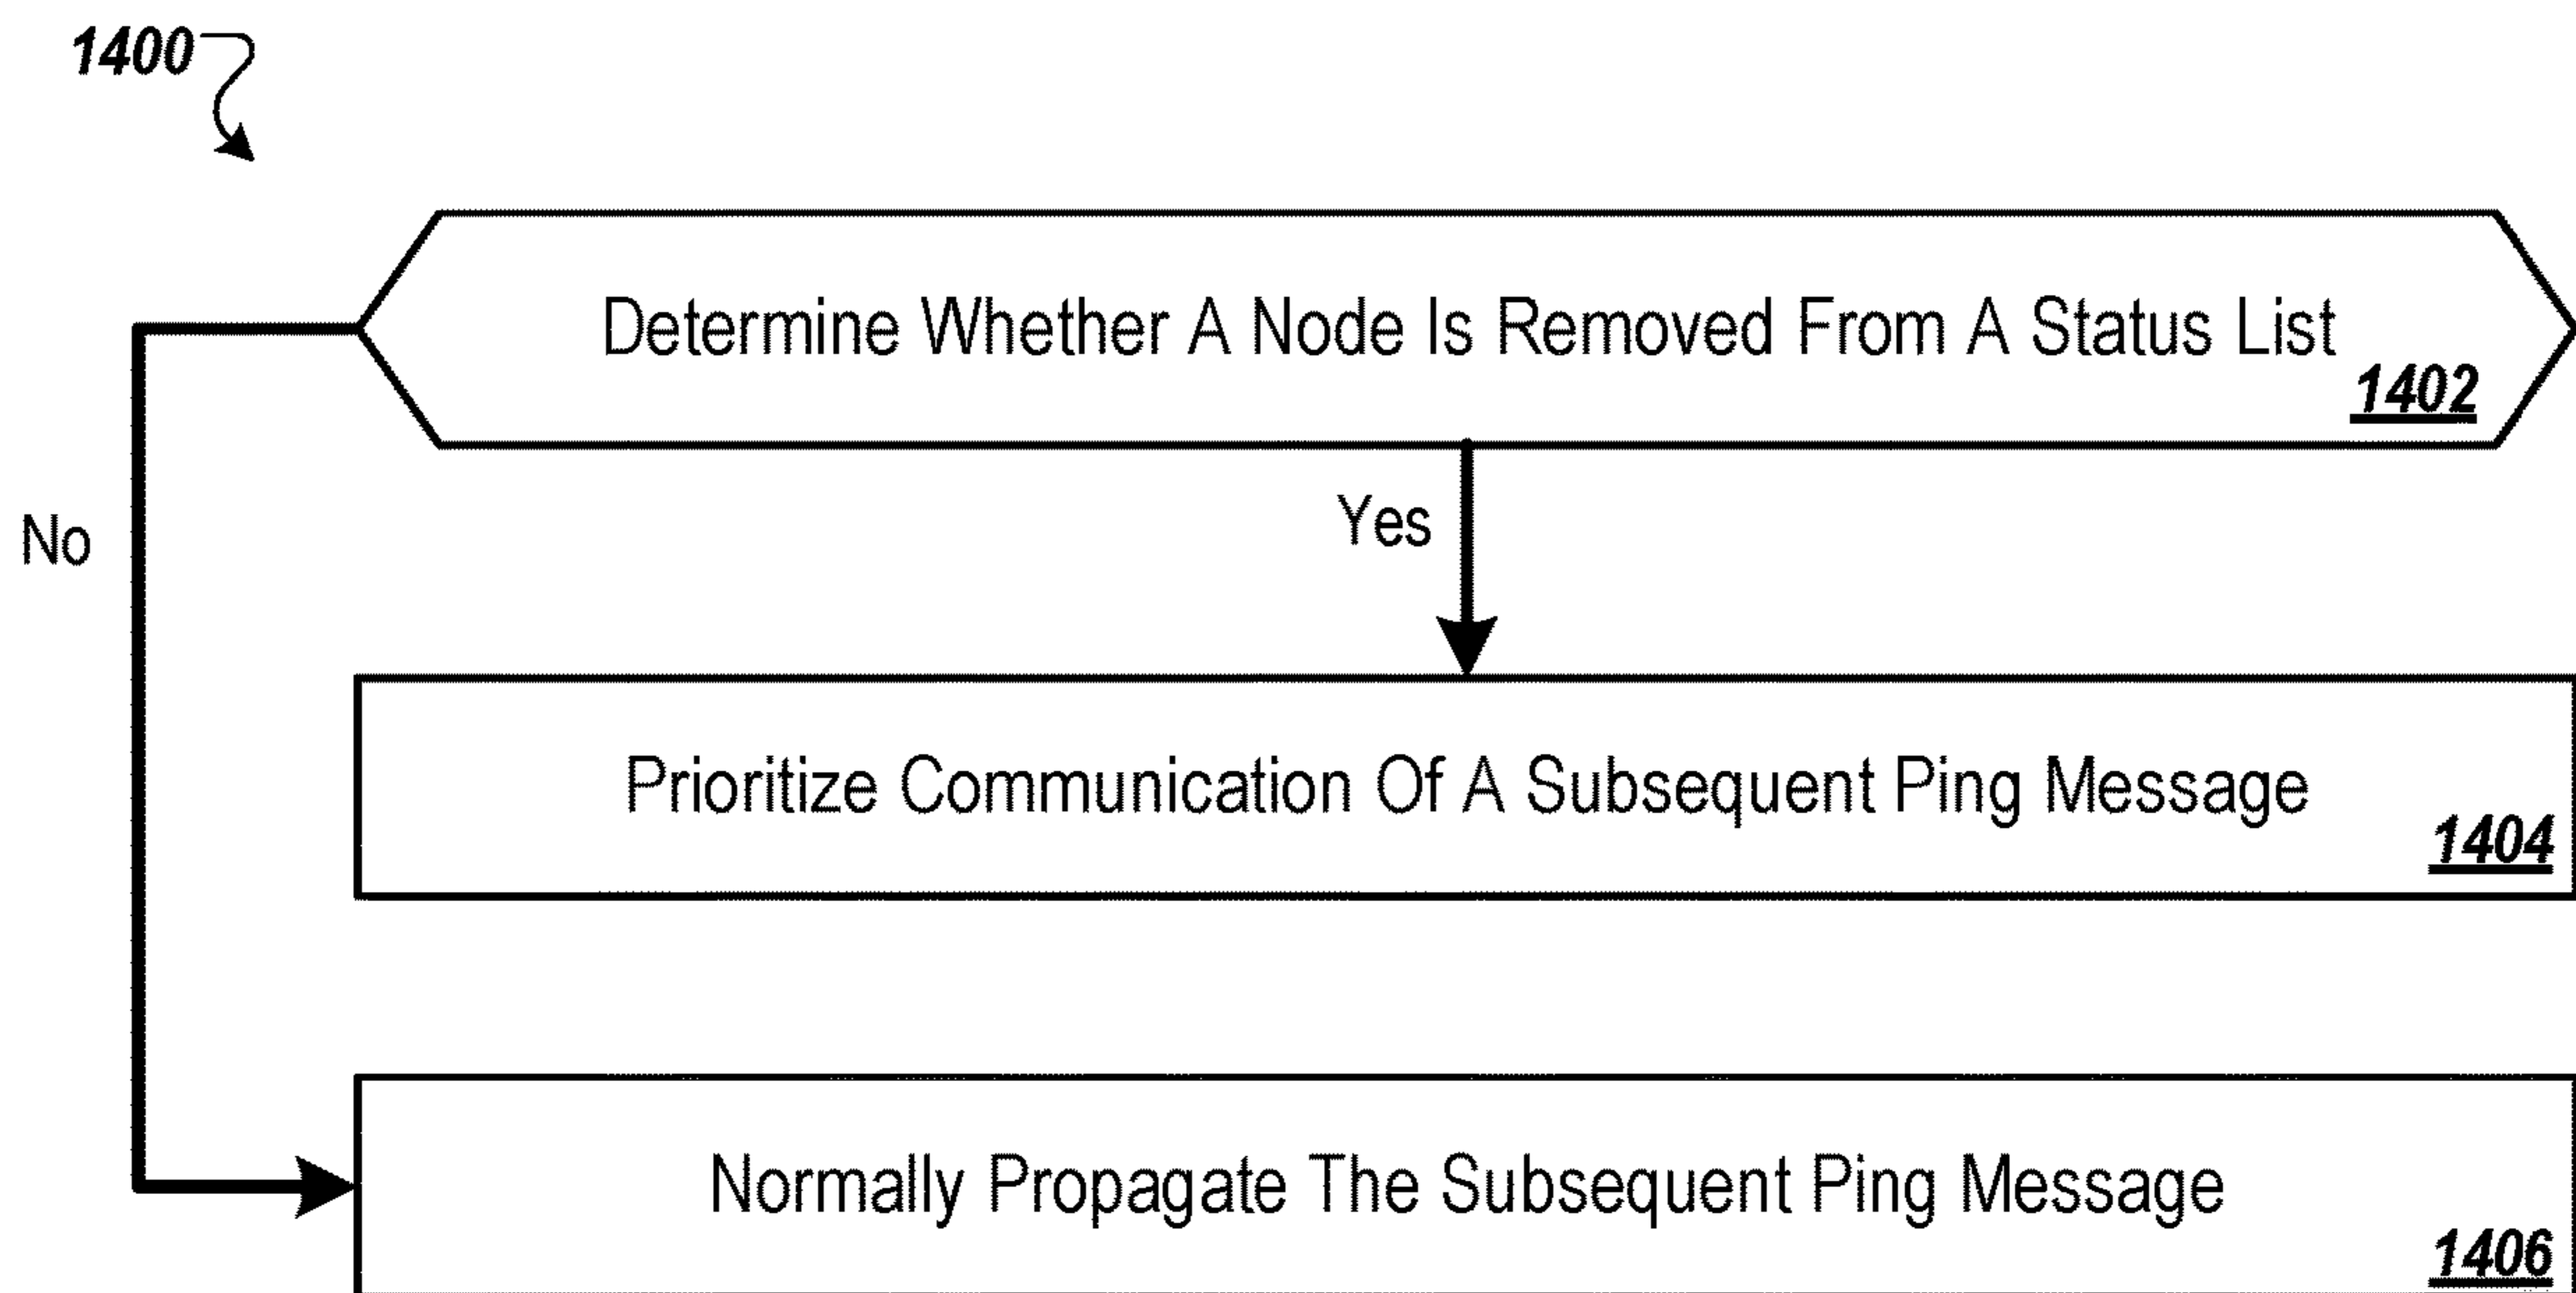 1400
Determine Whether A Node Is Removed From A Status List
1402
No
Yes
Prioritize Communication Of A Subsequent Ping Message
1404
Normally Propagate The Subsequent Ping Message
1406